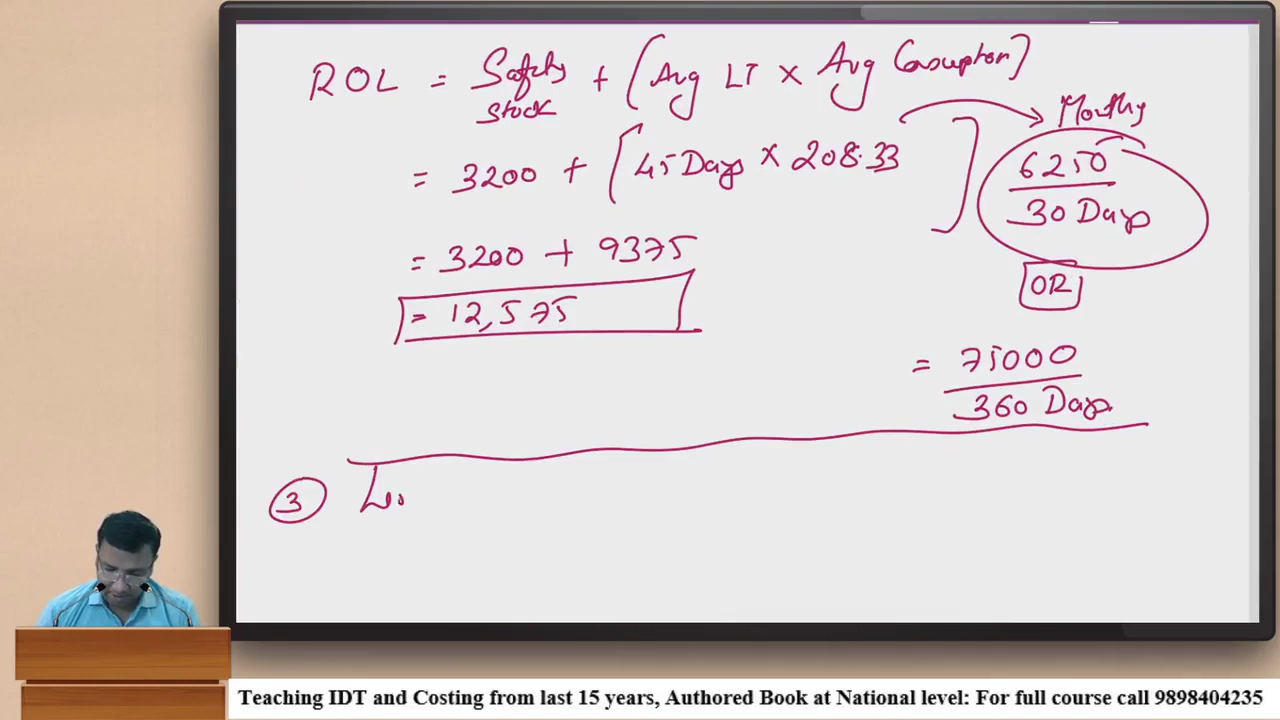 ROL = Safety Stock + (Avg LT × Avg Consuption]
Monthly
= 3200 + [45 Days × 208.33]
6250
30 Days
= 3200 + 9375
OR
= 12,575
= 75000
360 Days
3
Teaching IDT and Costing from last 15 years, Authored Book at National level: For full course call 9898404235